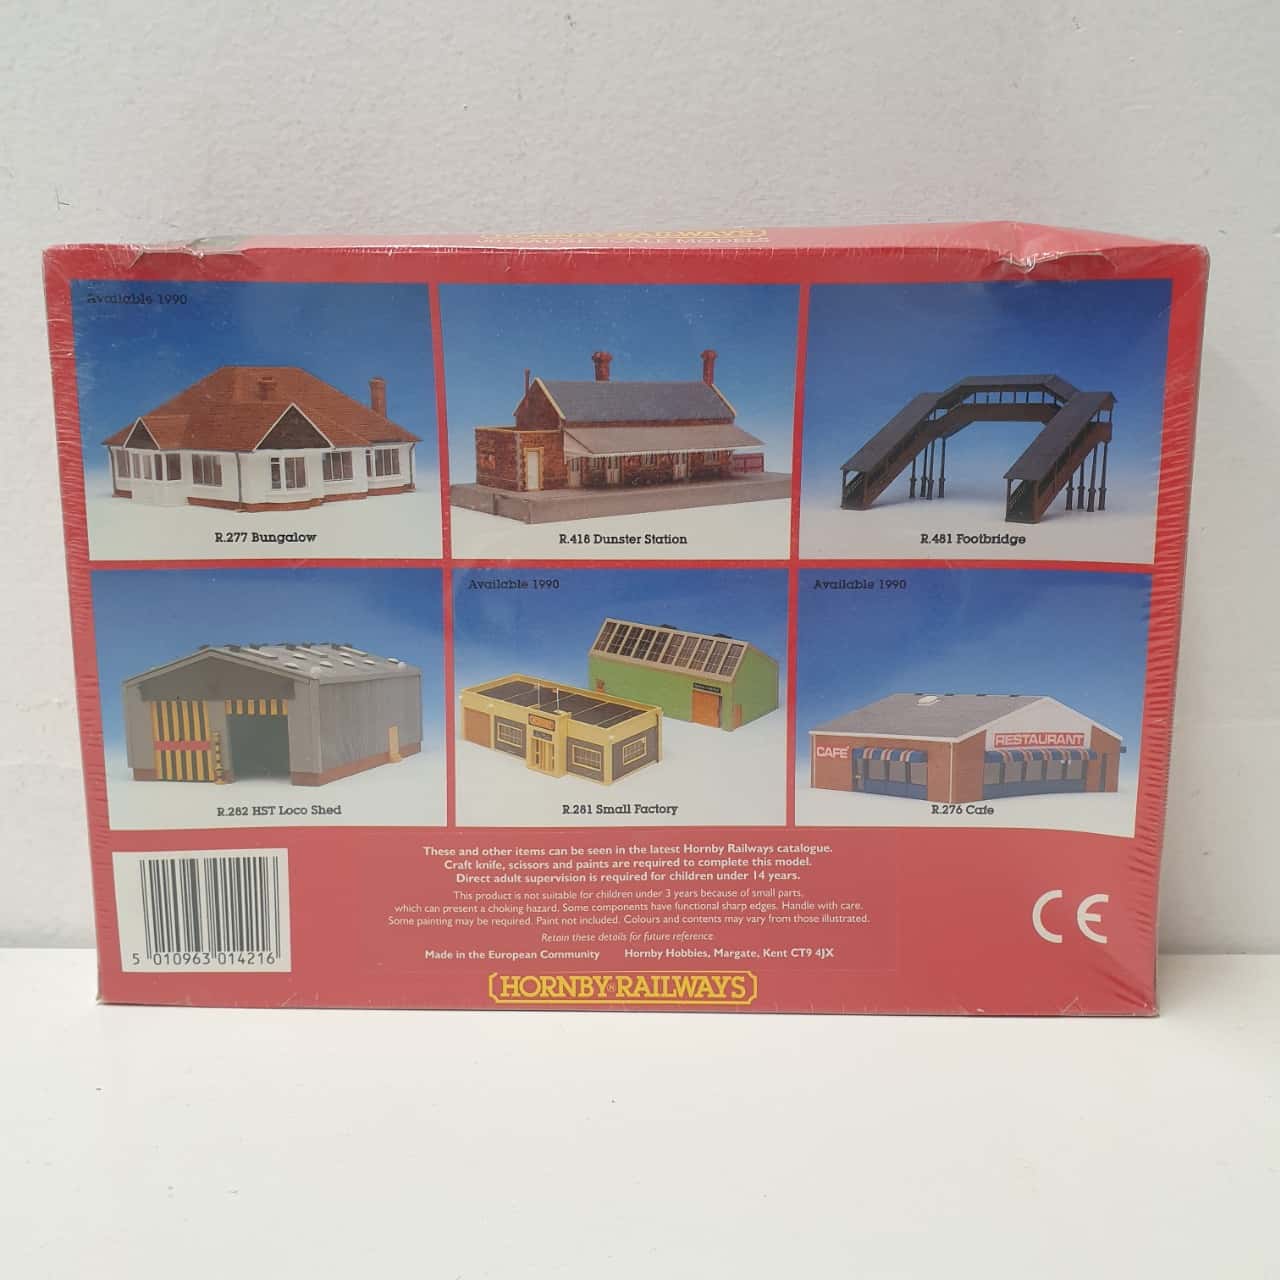 HORNBY RAILWAYS
SCALE MODELS
Available 1990
R.277 Bungalow
R.418 Dunster Station
R.481 Footbridge
R.282 HST Loco Shed
Available 1990
R.281 Small Factory
Available 1990
CAFE
RESTAURANT
R.276 Cafe
These and other items can be seen in the latest Hornby Railways catalogue.
Craft knife, scissors and paints are required to complete this model.
Direct adult supervision is required for children under 14 years.
This product is not suitable for children under 3 years because of small parts,
which can present a choking hazard. Some components have functional sharp edges. Handle with care.
Some painting may be required. Paint not included. Colours and contents may vary from those illustrated.
Retain these details for future reference
Made in the European Community Hornby Hobbies, Margate, Kent CT9 4JX
HORNBY® RAILWAYS
5 010963 014216
CE